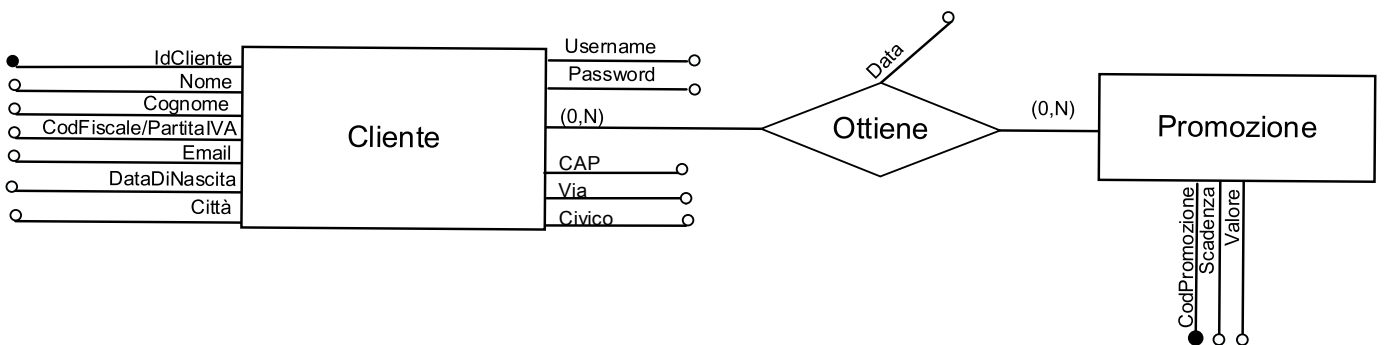 IdCliente
Nome
Cognome
CodFiscale/PartitaIVA
Email
DataDiNascita
Città
Cliente
Username
Password
(0,N)
CAP
Via
Civico
Data
Ottiene
(0,N)
Promozione
CodPromozione
Scadenza
Valore